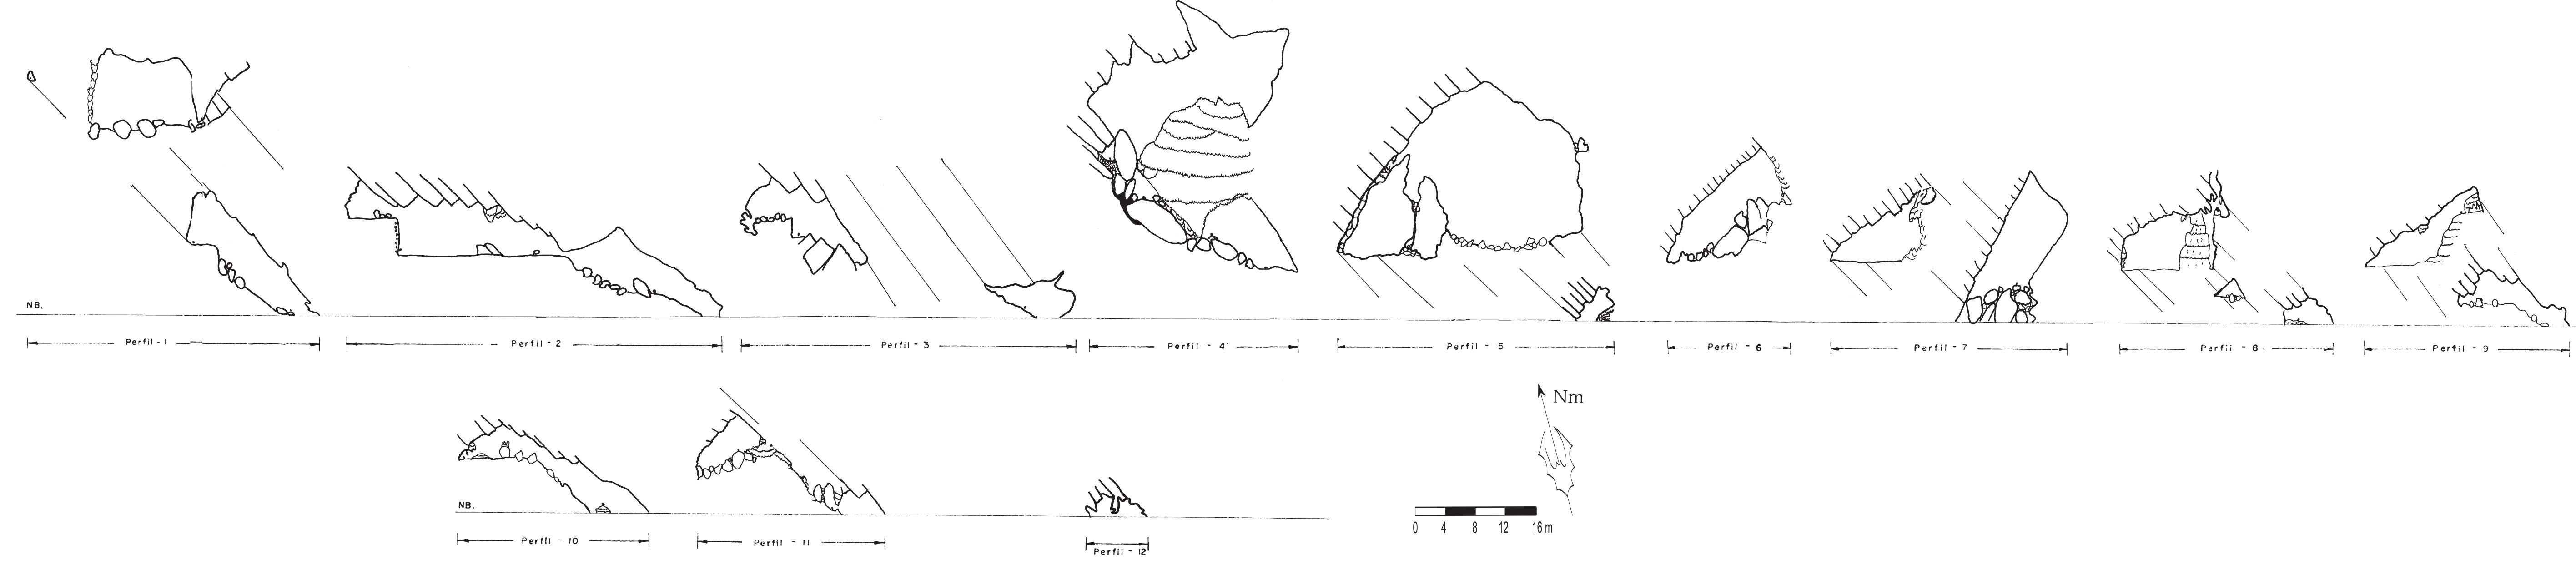 NB.
Perfil-1
Perfil - 2
Perfil - 3
Perfil - 4
Perfil - 5
Perfil - 6
Perfil - 7
Perfil - 8
Perfil - 9
NB.
Perfil - 10
Perfil - 11
Perfil - 12
Nm
0 4 8 12 16 m